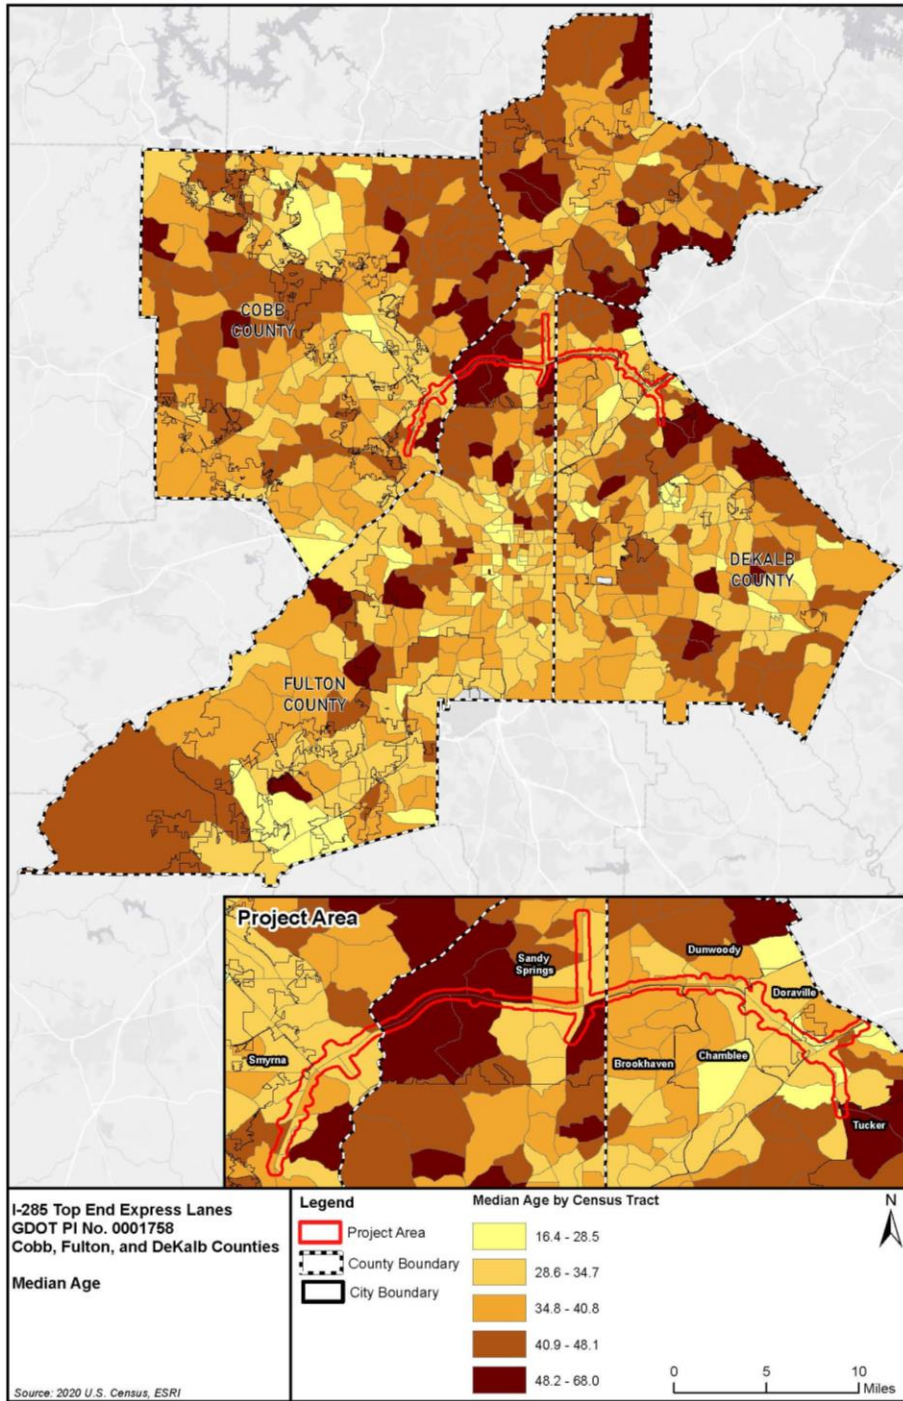 COBB
COUNTY
DEKALB
COUNTY
FULTON
COUNTY
Project Area
Sandy
Springs
Dunwoody
Doraville
Smyrna
Brookhaven
Chamblee
Tucker
I-285 Top End Express Lanes
GDOT PI No. 0001758
Cobb, Fulton, and DeKalb Counties
Median Age
Source: 2020 U.S. Census, ESRI
Legend
Project Area
County Boundary
City Boundary
Median Age by Census Tract
16.4 - 28.5
28.6 - 34.7
34.8 - 40.8
40.9 - 48.1
48.2 - 68.0
N
0 5 10
Miles